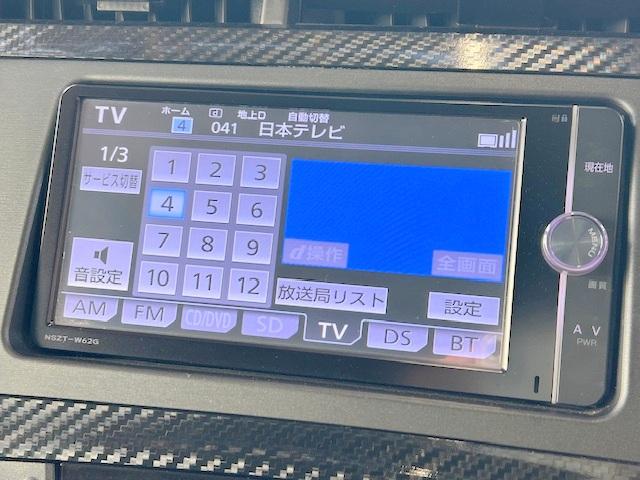 TV ホーム 4 d 地上D 041 自動切替 日本テレビ
1/3
サービス切替
1 2 3
4 5 6
7 8 9
10 11 12
音設定
d操作
全画面
放送局リスト
設定
AM FM CD/DVD SD TV DS BT
NSZT-W62G
現在地
MENU
画質
AV
PWR